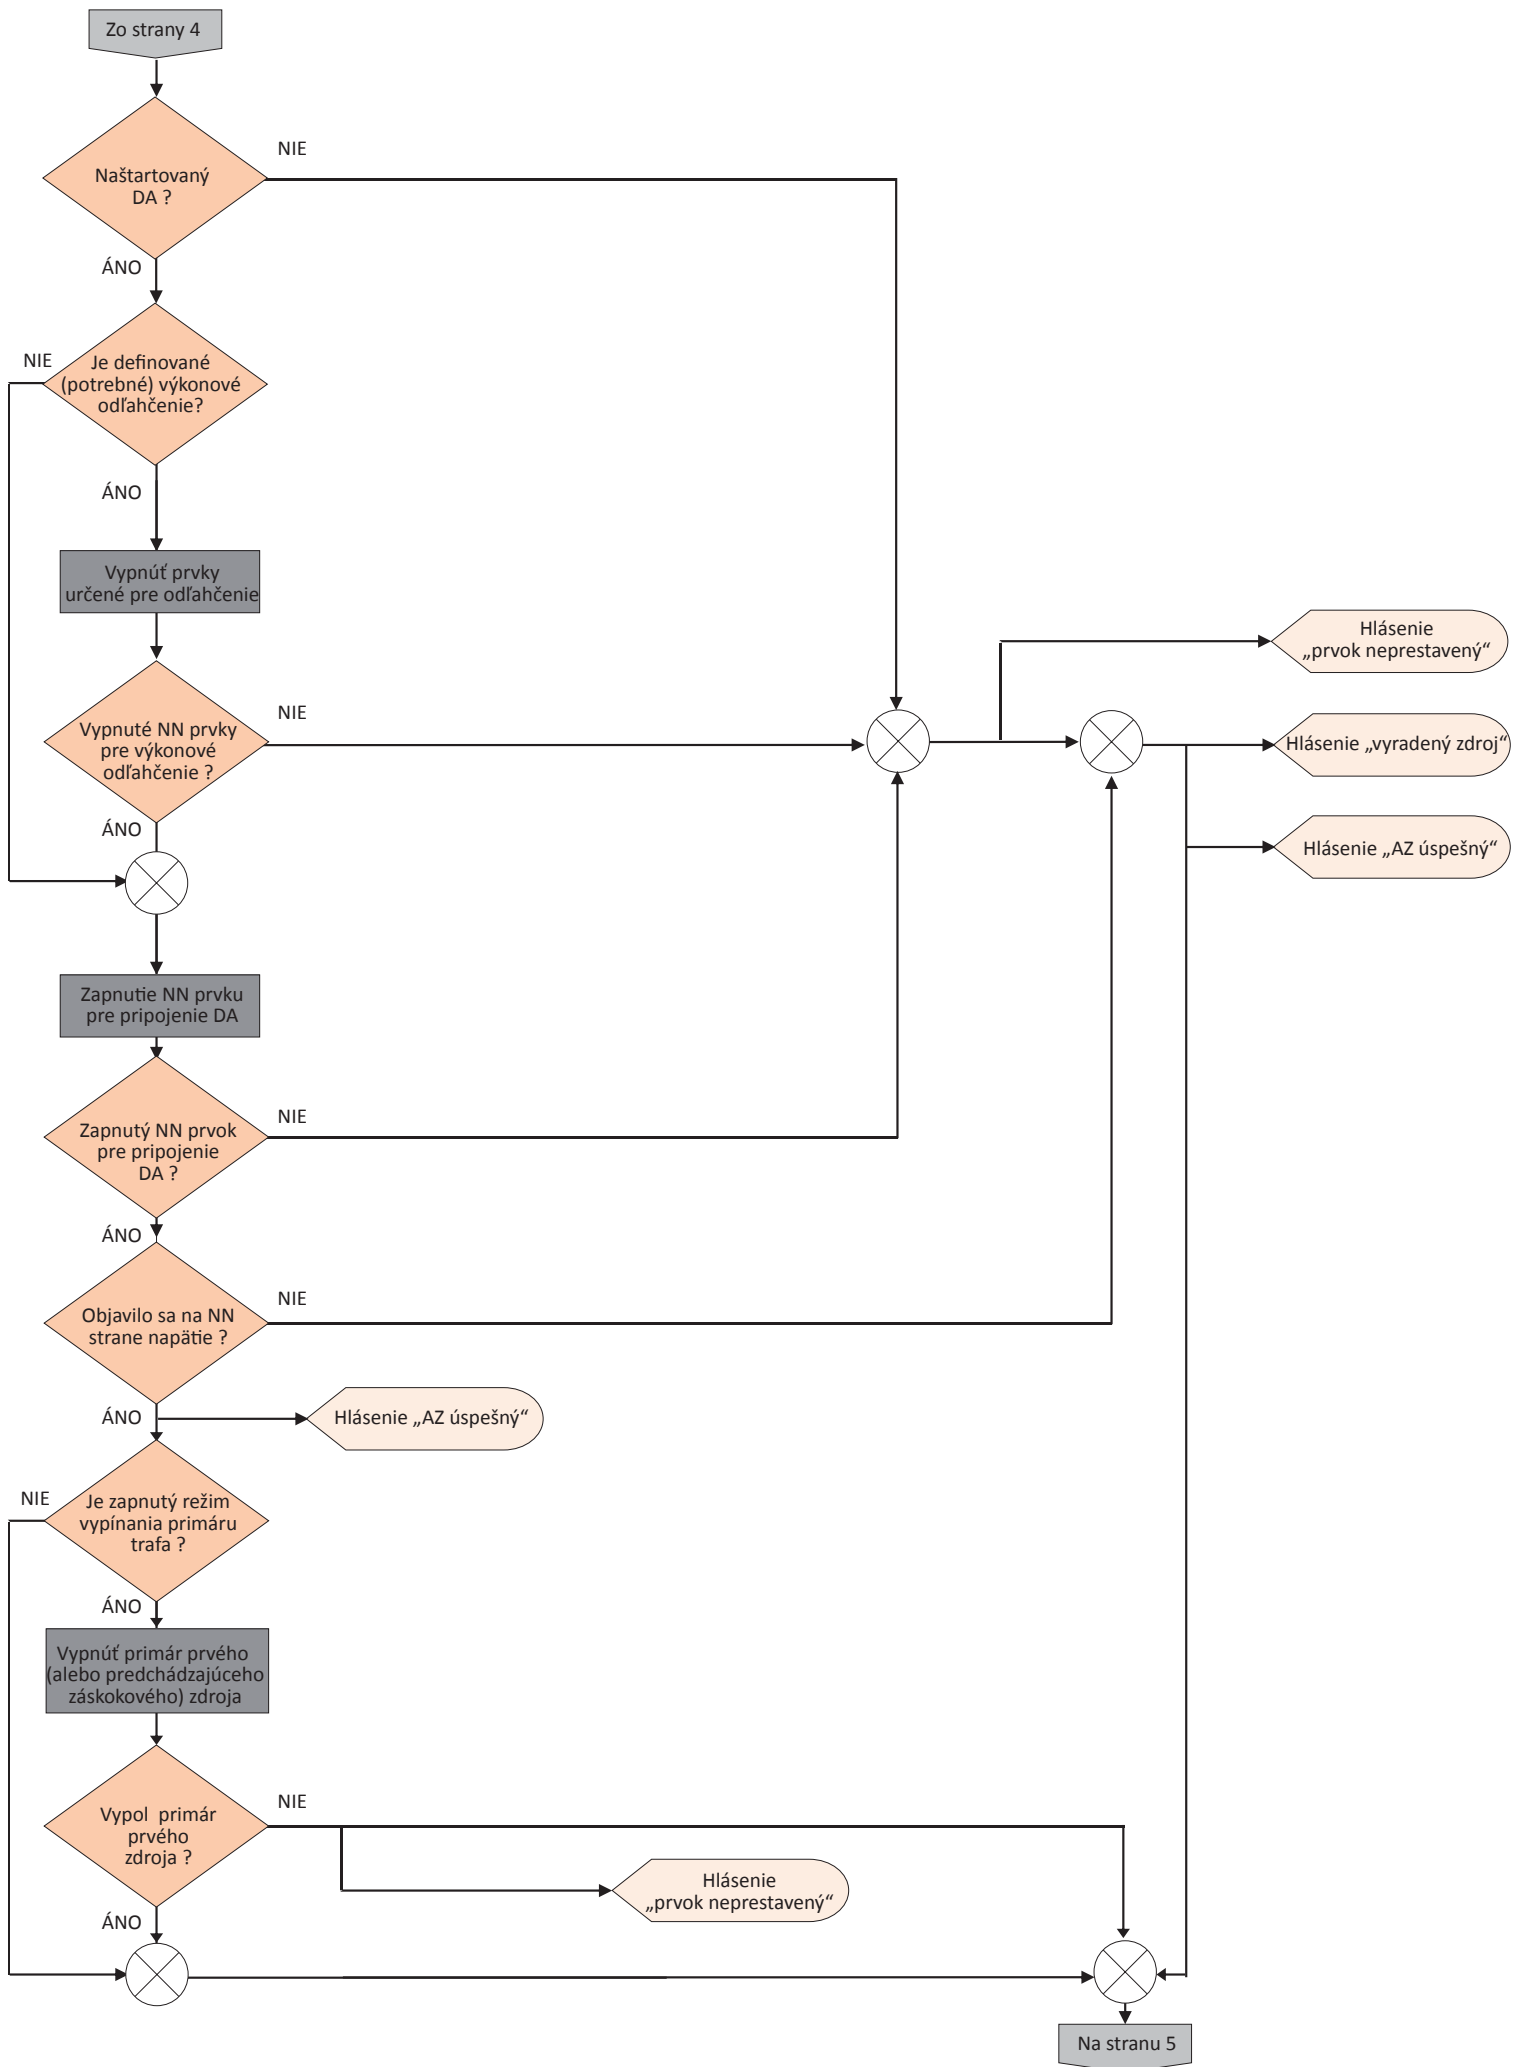 Zo strany 4
NIE
Naštartovaný
DA ?
ÁNO
NIE
Je definované
(potrebné) výkonové
odľahčenie?
ÁNO
Vypnúť prvky
určené pre odľahčenie
Hlásenie
„prvok neprestavený“
NIE
Vypnuté NN prvky
pre výkonové
odľahčenie ?
Hlásenie „vyradený zdroj“
ÁNO
Hlásenie „AZ úspešný“
Zapnutie NN prvku
pre pripojenie DA
NIE
Zapnutý NN prvok
pre pripojenie
DA ?
ÁNO
NIE
Objavilo sa na NN
strane napätie ?
ÁNO
Hlásenie „AZ úspešný“
NIE
Je zapnutý režim
vypínania primáru
trafa ?
ÁNO
Vypnúť primár prvého
(alebo predchádzajúceho
záskokového) zdroja
NIE
Vypol primár
prvého
zdroja ?
Hlásenie
„prvok neprestavený“
ÁNO
Na stranu 5